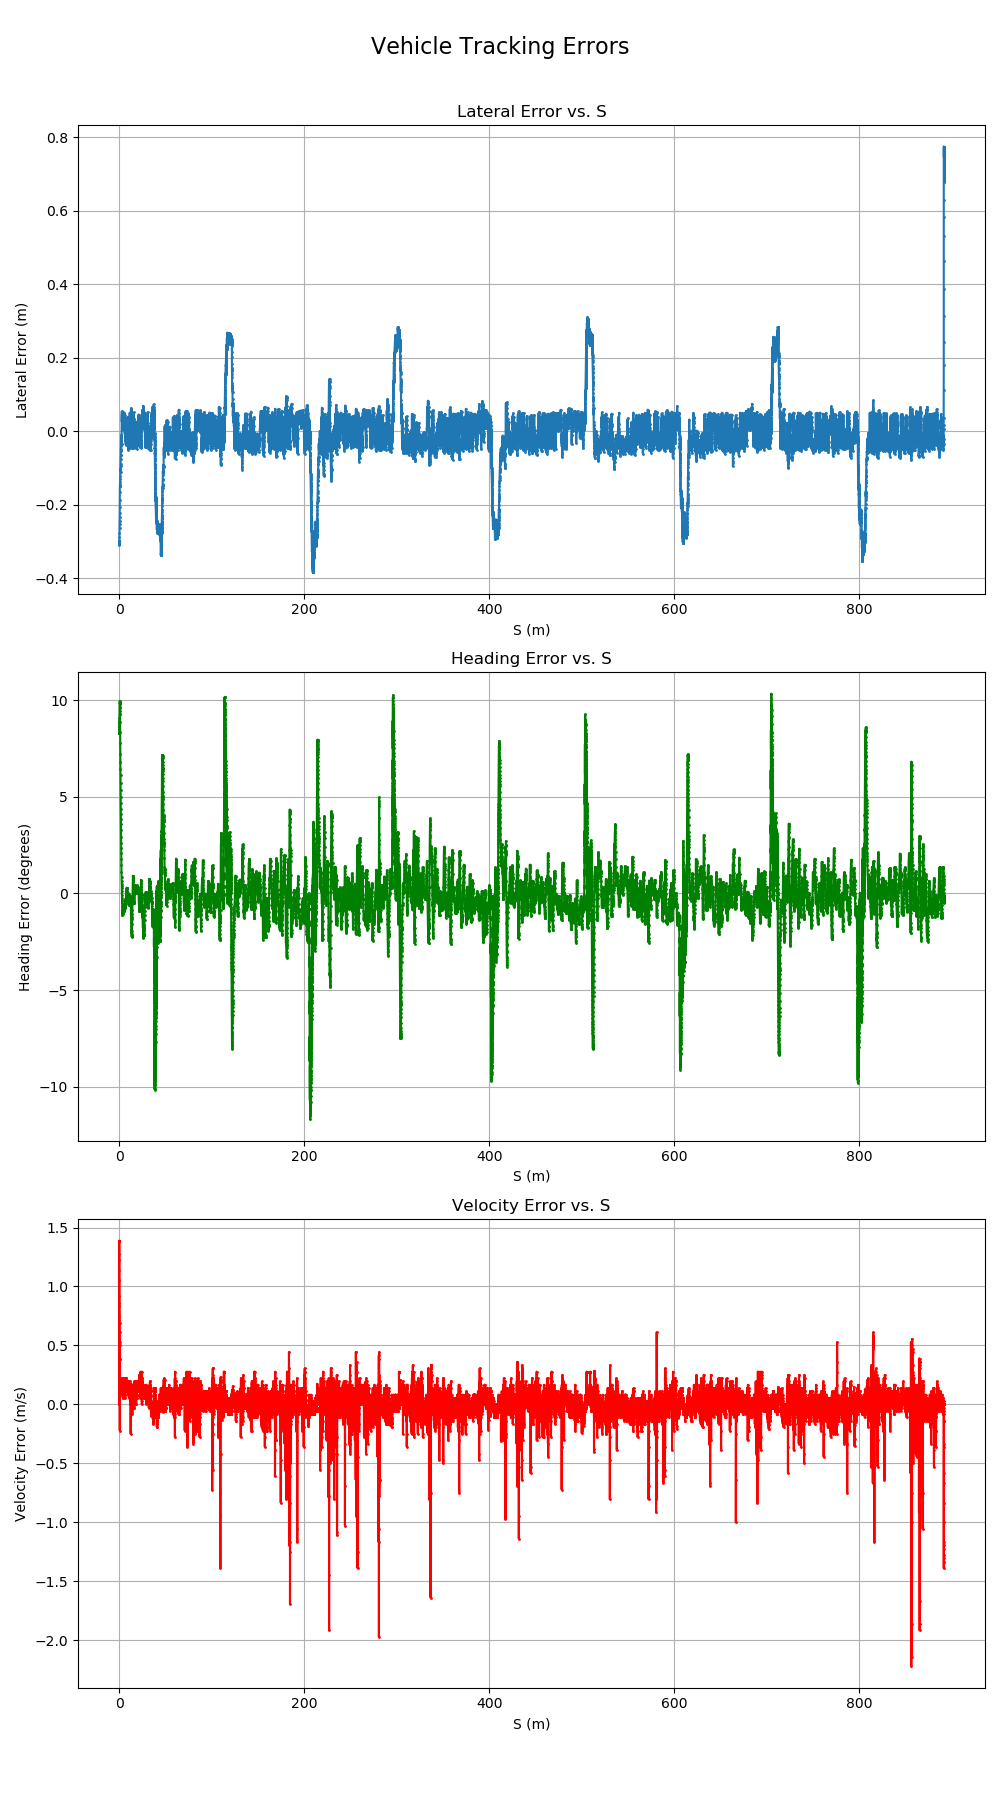 Vehicle Tracking Errors
Lateral Error vs. S
Lateral Error (m)
0.8
0.6
0.4
0.2
0.0
−0.2
−0.4
0 200 400 600 800
S (m)
Heading Error vs. S
Heading Error (degrees)
10
5
0
−5
−10
0 200 400 600 800
S (m)
Velocity Error vs. S
Velocity Error (m/s)
1.5
1.0
0.5
0.0
−0.5
−1.0
−1.5
−2.0
0 200 400 600 800
S (m)